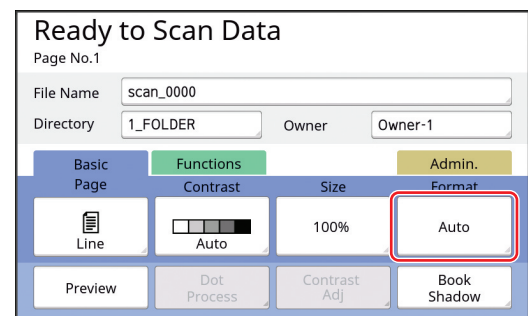 Ready to Scan Data
Page No.1
File Name scan_0000
Directory 1_FOLDER Owner Owner-1
Basic Functions Admin.
Page Contrast Size Format
Line Auto 100% Auto
Preview Dot Process Contrast Adj Book Shadow